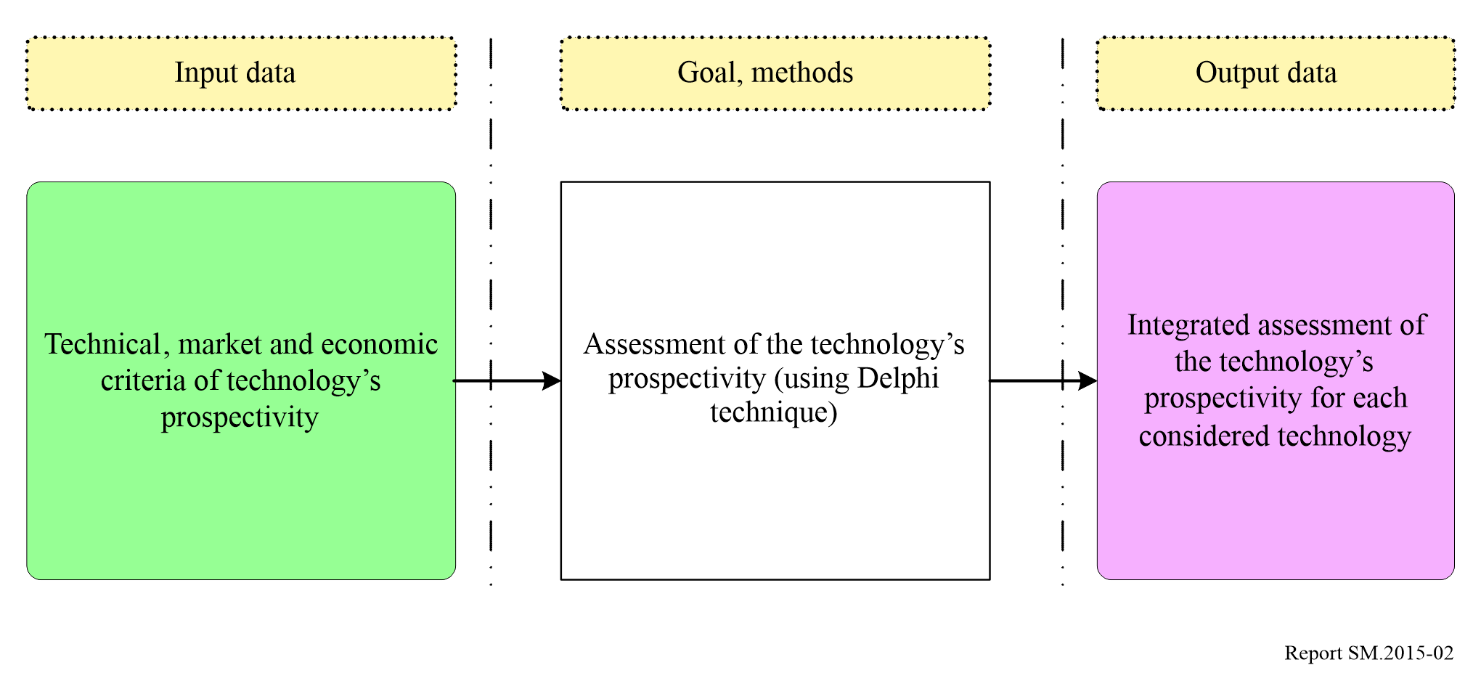 Input data
Goal, methods
Output data
Technical, market and economic
criteria of technology’s
prospectivity
Assessment of the technology’s
prospectivity (using Delphi
technique)
Integrated assessment of
the technology’s
prospectivity for each
considered technology
Report SM.2015-02